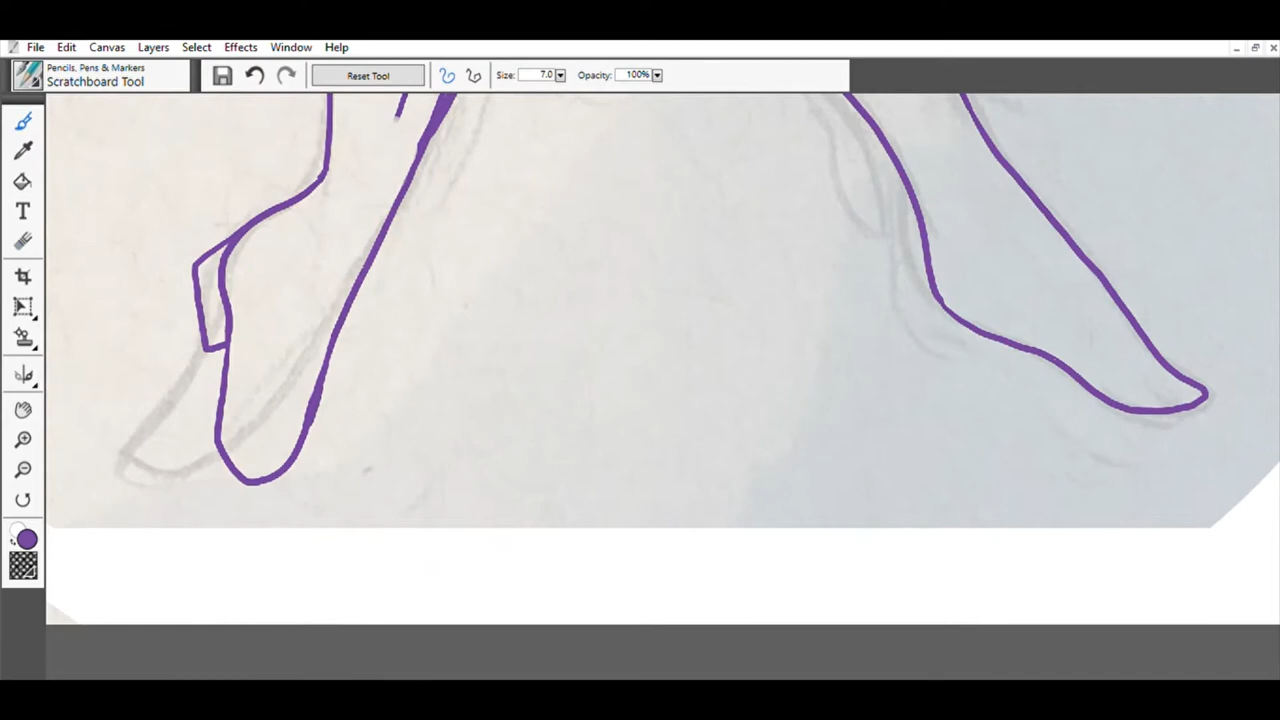 File Edit Canvas Layers Select Effects Window Help
Pencils, Pens & Markers
Scratchboard Tool
Reset Tool
Size: 7.0
Opacity: 100%
T